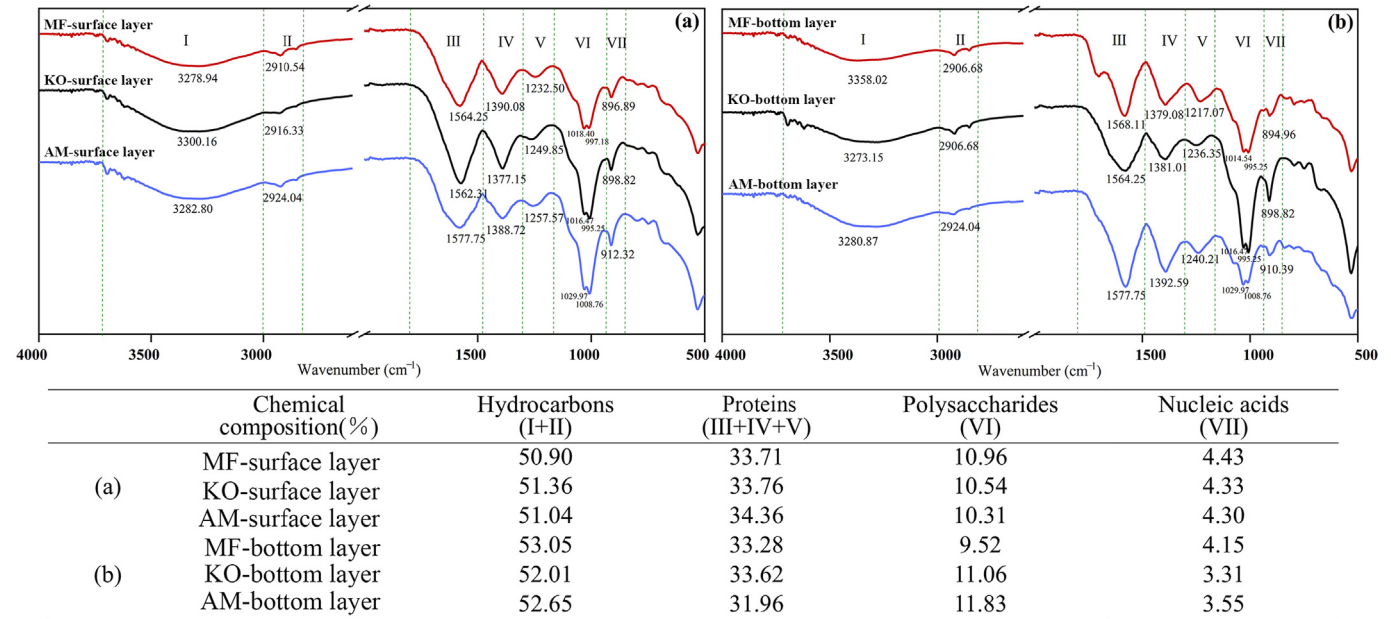 (a)
MF-surface layer
I
II
III
IV
V
VI
VII
3278.94
2910.54
1564.25
1390.08
1232.50
1018.40
997.18
896.89
KO-surface layer
3300.16
2916.33
1562.31
1377.15
1249.85
1016.47
995.25
898.82
AM-surface layer
3282.80
2924.04
1577.75
1388.72
1257.57
1029.97
1008.76
912.32
4000
3500
3000
1500
1000
500
Wavenumber (cm⁻¹)
(b)
MF-bottom layer
I
II
III
IV
V
VI
VII
3358.02
2906.68
1568.11
1379.08
1217.07
1014.54
995.25
894.96
KO-bottom layer
3273.15
2906.68
1564.25
1381.01
1236.35
1016.47
995.25
898.82
AM-bottom layer
3280.87
2924.04
1577.75
1392.59
1240.21
1029.97
1008.76
910.39
4000
3500
3000
1500
1000
500
Wavenumber (cm⁻¹)
Chemical Hydrocarbons Proteins Polysaccharides Nucleic acids
composition(%) (I+II) (III+IV+V) (VI) (VII)
MF-surface layer 50.90 33.71 10.96 4.43
(a) KO-surface layer 51.36 33.76 10.54 4.33
AM-surface layer 51.04 34.36 10.31 4.30
MF-bottom layer 53.05 33.28 9.52 4.15
(b) KO-bottom layer 52.01 33.62 11.06 3.31
AM-bottom layer 52.65 31.96 11.83 3.55